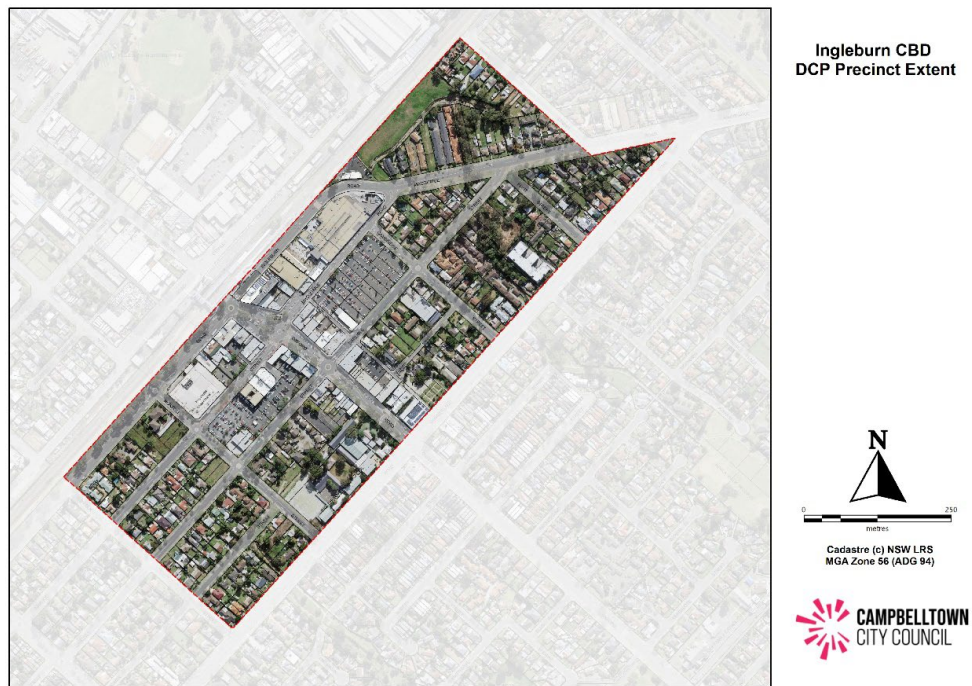 Ingleburn CBD
DCP Precinct Extent
N
0 250
metres
Cadastre (c) NSW LRS
MGA Zone 56 (ADG 94)
CAMPBELLTOWN
CITY COUNCIL